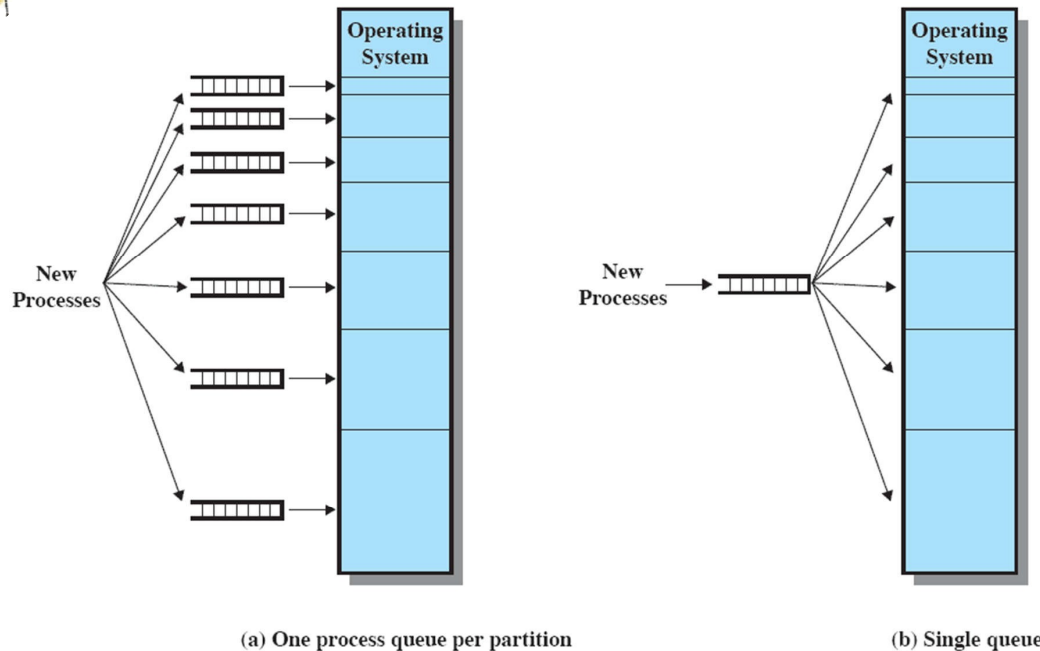 Operating
System
New
Processes
(a) One process queue per partition
Operating
System
New
Processes
(b) Single queue